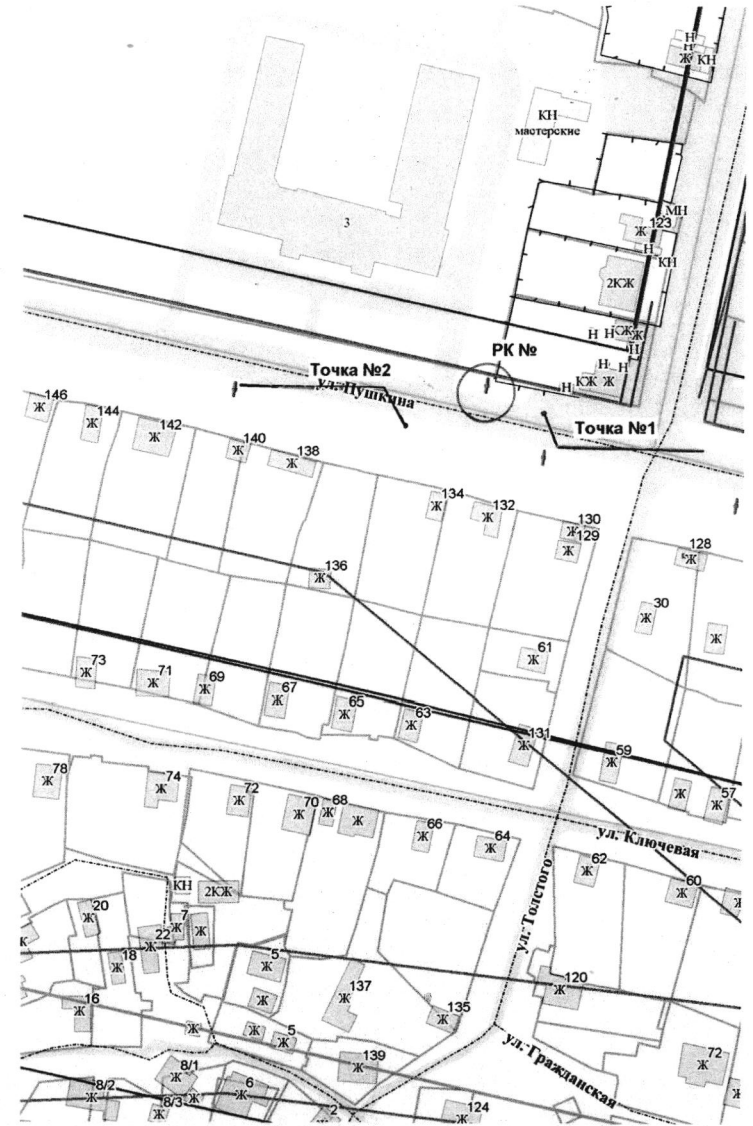 Н
Н
Ж КН
КН
мастерские
МН
123
Ж
Н
КН
3
2КЖ
Н Н КЖ Ж
Н
РК №
Н
Н
КЖ Ж
Н
Точка №2
ул. Пушкина
Точка №1
146
Ж
144
Ж
142
Ж
140
Ж
138
Ж
134
Ж
132
Ж
130
Ж
129
Ж
128
Ж
136
Ж
30
Ж
Ж
61
Ж
73
Ж
71
Ж
69
Ж
67
Ж
65
Ж
63
Ж
131
Ж
59
Ж
78
Ж
74
Ж
72
Ж
70
Ж
68
Ж
Ж
66
Ж
64
Ж
Ж
57
Ж
ул. Ключевая
ул. Толстого
62
Ж
60
Ж
Ж
КН
2КЖ
20
Ж
7
Ж
Ж
22
Ж
18
Ж
5
Ж
Ж
137
Ж
120
Ж
16
Ж
Ж
Ж
5
Ж
135
Ж
ул. Гражданская
139
Ж
72
Ж
8/1
Ж
8/2
Ж
8/3
Ж
Ж
6
Ж
2
124
Ж
Ж